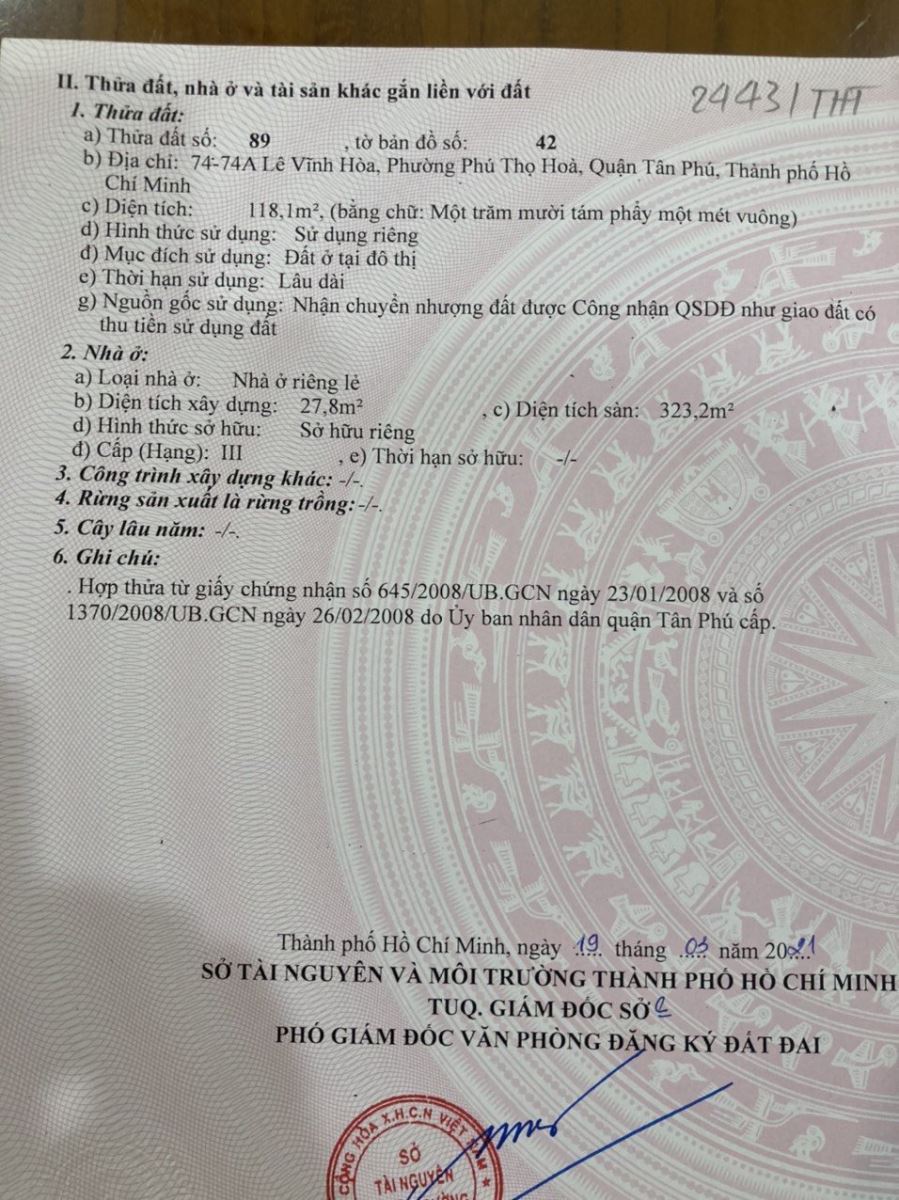 24431/THT
II. Thửa đất, nhà ở và tài sản khác gắn liền với đất
1. Thửa đất:
a) Thửa đất số: 89 , tờ bản đồ số: 42
b) Địa chỉ: 74-74A Lê Vĩnh Hòa, Phường Phú Thọ Hoà, Quận Tân Phú, Thành phố Hồ
Chí Minh
c) Diện tích: 118,1m², (bằng chữ: Một trăm mười tám phẩy một mét vuông)
d) Hình thức sử dụng: Sử dụng riêng
đ) Mục đích sử dụng: Đất ở tại đô thị
e) Thời hạn sử dụng: Lâu dài
g) Nguồn gốc sử dụng: Nhận chuyển nhượng đất được Công nhận QSDĐ như giao đất có
thu tiền sử dụng đất
2. Nhà ở:
a) Loại nhà ở: Nhà ở riêng lẻ
b) Diện tích xây dựng: 27,8m² , c) Diện tích sàn: 323,2m²
d) Hình thức sở hữu: Sở hữu riêng
đ) Cấp (Hạng): III , e) Thời hạn sở hữu: -/-
3. Công trình xây dựng khác: -/-.
4. Rừng sản xuất là rừng trồng: -/-.
5. Cây lâu năm: -/-.
6. Ghi chú:
. Hợp thửa từ giấy chứng nhận số 645/2008/UB.GCN ngày 23/01/2008 và số
1370/2008/UB.GCN ngày 26/02/2008 do Ủy ban nhân dân quận Tân Phú cấp.
Thành phố Hồ Chí Minh, ngày 19 tháng 03 năm 2021
SỞ TÀI NGUYÊN VÀ MÔI TRƯỜNG THÀNH PHỐ HỒ CHÍ MINH
TUQ. GIÁM ĐỐC SỞ
PHÓ GIÁM ĐỐC VĂN PHÒNG ĐĂNG KÝ ĐẤT ĐAI
CỘNG HÒA X.H.C.N VIỆT NAM
SỞ
TÀI NGUYÊN